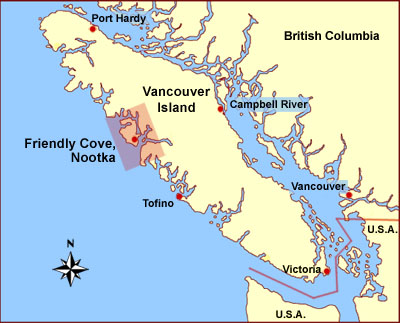 Port Hardy
British Columbia
Vancouver
Island
Campbell River
Friendly Cove,
Nootka
Vancouver
Tofino
U.S.A.
N
Victoria
U.S.A.